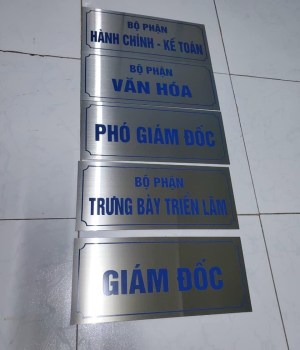 BỘ PHẬN
HÀNH CHÍNH - KẾ TOÁN
BỘ PHẬN
VĂN HÓA
PHÓ GIÁM ĐỐC
BỘ PHẬN
TRƯNG BÀY TRIỂN LÃM
GIÁM ĐỐC